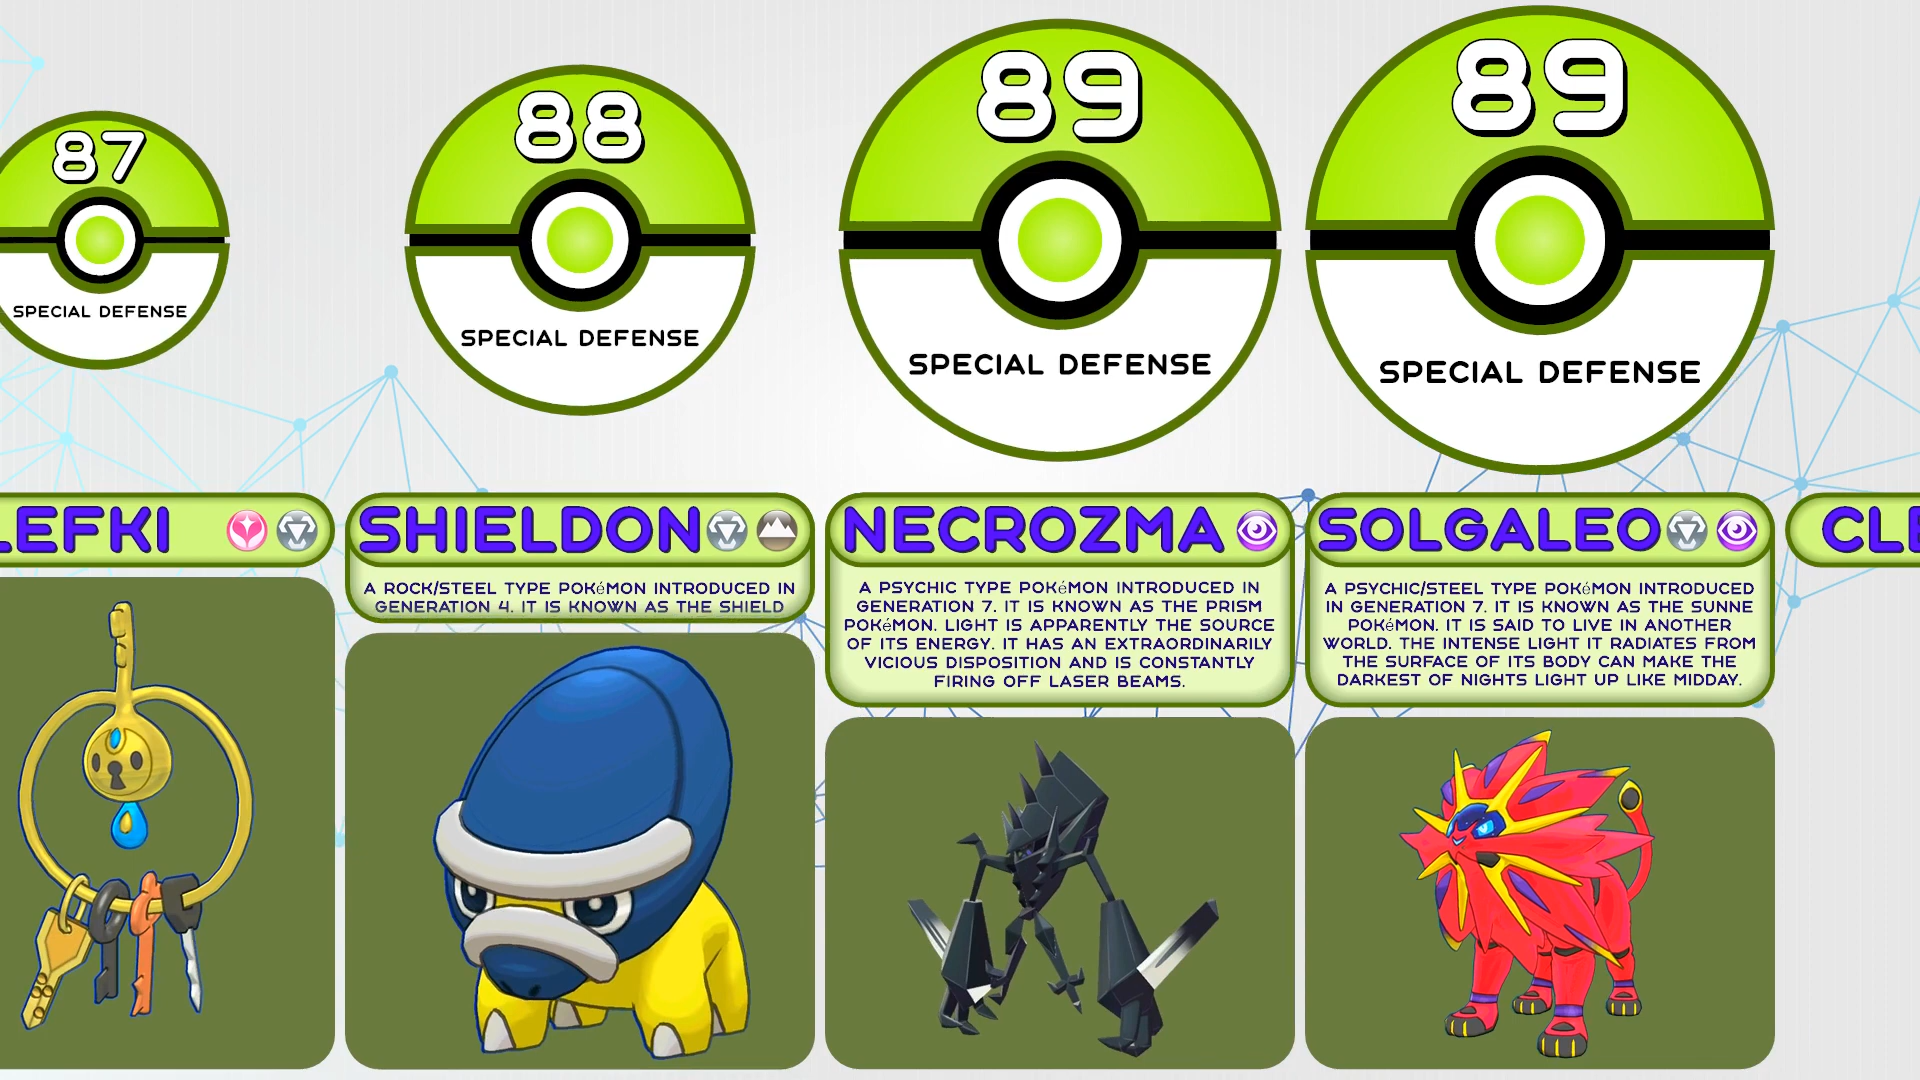 87
SPECIAL DEFENSE
88
SPECIAL DEFENSE
89
SPECIAL DEFENSE
89
SPECIAL DEFENSE
LEFKI
SHIELDON
A ROCK/STEEL TYPE POKéMON INTRODUCED IN
GENERATION 4. IT IS KNOWN AS THE SHIELD
NECROZMA
A PSYCHIC TYPE POKéMON INTRODUCED IN
GENERATION 7. IT IS KNOWN AS THE PRISM
POKéMON. LIGHT IS APPARENTLY THE SOURCE
OF ITS ENERGY. IT HAS AN EXTRAORDINARILY
VICIOUS DISPOSITION AND IS CONSTANTLY
FIRING OFF LASER BEAMS.
SOLGALEO
A PSYCHIC/STEEL TYPE POKéMON INTRODUCED
IN GENERATION 7. IT IS KNOWN AS THE SUNNE
POKéMON. IT IS SAID TO LIVE IN ANOTHER
WORLD. THE INTENSE LIGHT IT RADIATES FROM
THE SURFACE OF ITS BODY CAN MAKE THE
DARKEST OF NIGHTS LIGHT UP LIKE MIDDAY.
CLE